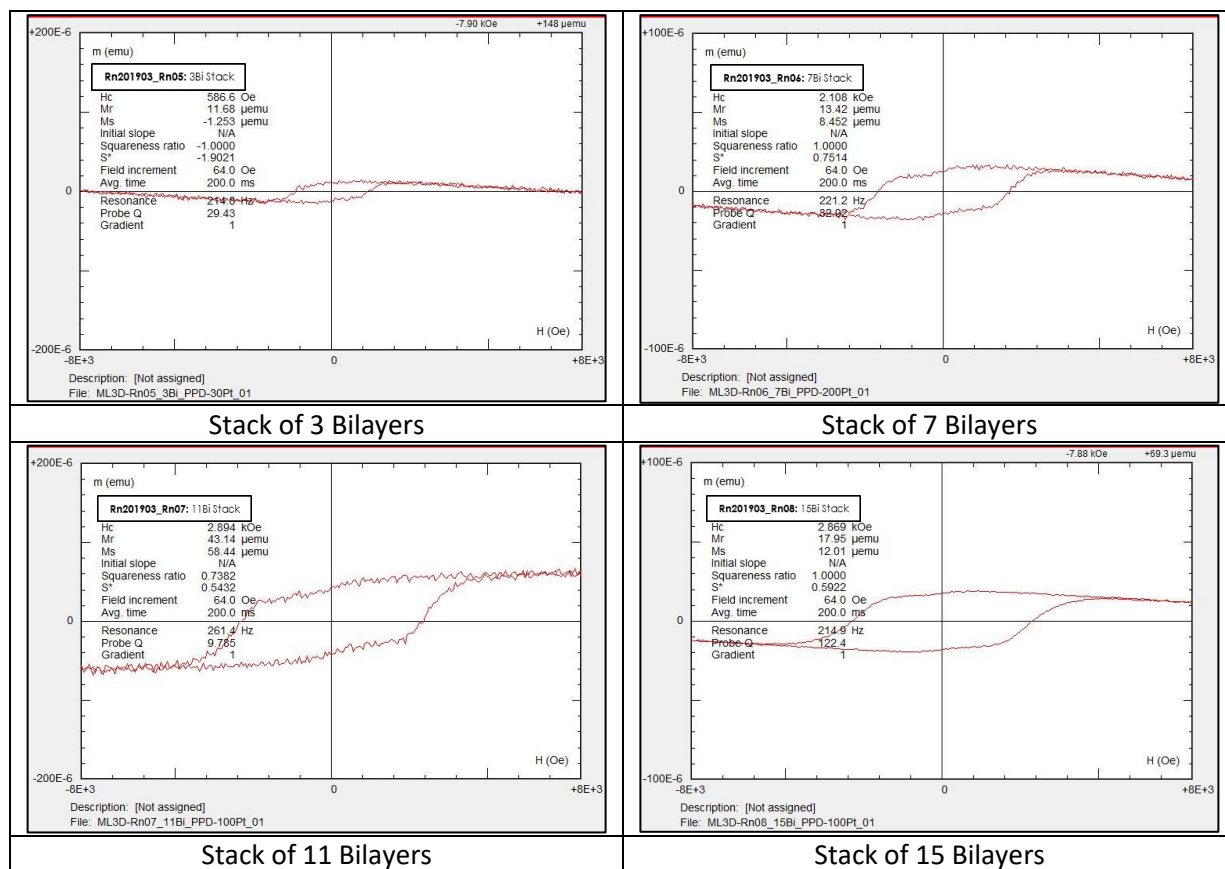 +200E-6
-7.90 kOe +148 µemu
m (emu)
Rn201903_Rn05: 3Bi Stack
Hc 586.6 Oe
Mr 11.68 µemu
Ms -1.253 µemu
Initial slope N/A
Squareness ratio -1.0000
S* -1.9021
Field increment 64.0 Oe
Avg. time 200.0 ms
0
Resonance 214.8 Hz
Probe Q 29.43
Gradient 1
H (Oe)
-200E-6
-8E+3 0 +8E+3
Description: [Not assigned]
File: ML3D-Rn05_3Bi_PPD-30Pt_01
Stack of 3 Bilayers
+100E-6
m (emu)
Rn201903_Rn06: 7Bi Stack
Hc 2.108 kOe
Mr 13.42 µemu
Ms 8.452 µemu
Initial slope N/A
Squareness ratio 1.0000
S* 0.7514
Field increment 64.0 Oe
Avg. time 200.0 ms
0
Resonance 221.2 Hz
Probe Q 32.02
Gradient 1
H (Oe)
-100E-6
-8E+3 0 +8E+3
Description: [Not assigned]
File: ML3D-Rn06_7Bi_PPD-200Pt_01
Stack of 7 Bilayers
+200E-6
m (emu)
Rn201903_Rn07: 11Bi Stack
Hc 2.894 kOe
Mr 43.14 µemu
Ms 58.44 µemu
Initial slope N/A
Squareness ratio 0.7382
S* 0.5432
Field increment 64.0 Oe
Avg. time 200.0 ms
0
Resonance 261.4 Hz
Probe Q 9.785
Gradient 1
H (Oe)
-200E-6
-8E+3 0 +8E+3
Description: [Not assigned]
File: ML3D-Rn07_11Bi_PPD-100Pt_01
Stack of 11 Bilayers
+100E-6
-7.88 kOe +69.3 µemu
m (emu)
Rn201903_Rn08: 15Bi Stack
Hc 2.869 kOe
Mr 17.95 µemu
Ms 12.01 µemu
Initial slope N/A
Squareness ratio 1.0000
S* 0.5922
Field increment 64.0 Oe
Avg. time 200.0 ms
0
Resonance 214.9 Hz
Probe Q 122.4
Gradient 1
H (Oe)
-100E-6
-8E+3 0 +8E+3
Description: [Not assigned]
File: ML3D-Rn08_15Bi_PPD-100Pt_01
Stack of 15 Bilayers